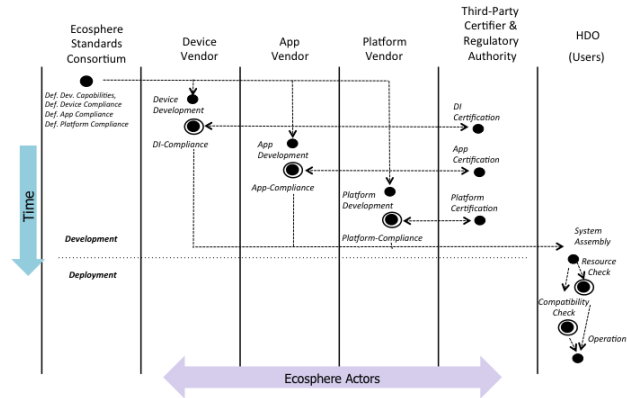 Ecosphere
Standards
Consortium
Device
Vendor
App
Vendor
Platform
Vendor
Third-Party
Certifier &
Regulatory
Authority
HDO
(Users)
Def. Dev. Capabilities,
Def. Device Compliance
Def. App Compliance
Def. Platform Compliance
Device
Development
DI-Compliance
DI
Certification
App
Development
App-Compliance
App
Certification
Platform
Development
Platform-Compliance
Platform
Certification
Time
Development
Deployment
System
Assembly
Resource
Check
Compatibility
Check
Operation
Ecosphere Actors